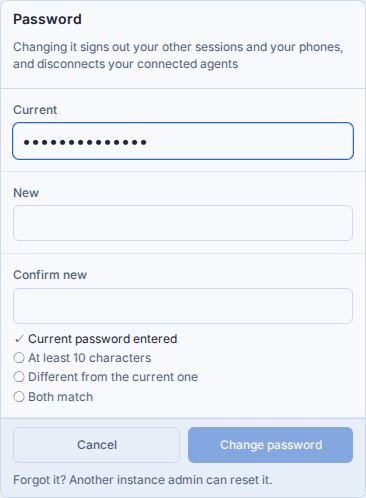 Password
Changing it signs out your other sessions and your phones,
and disconnects your connected agents
Current
••••••••••••••
New
Confirm new
✓ Current password entered
○ At least 10 characters
○ Different from the current one
○ Both match
Cancel
Change password
Forgot it? Another instance admin can reset it.